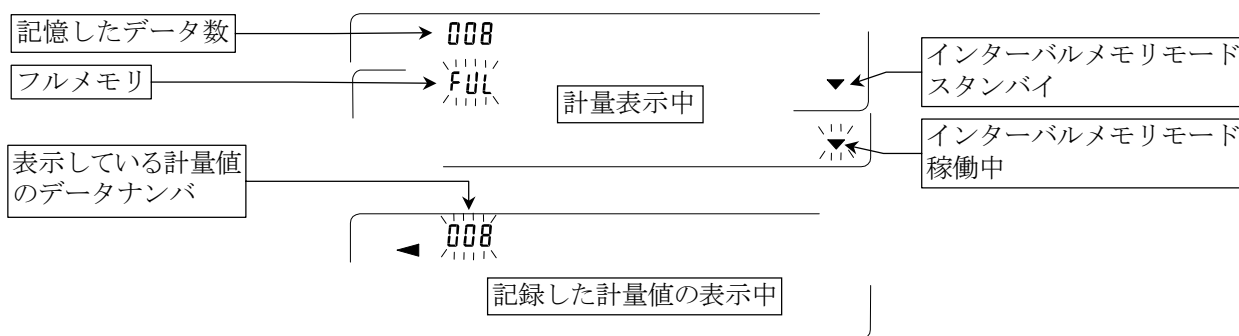 記憶したデータ数
008
フルメモリ
FUL
計量表示中
インターバルメモリモード
スタンバイ
インターバルメモリモード
稼働中
表示している計量値
のデータナンバ
008
記録した計量値の表示中